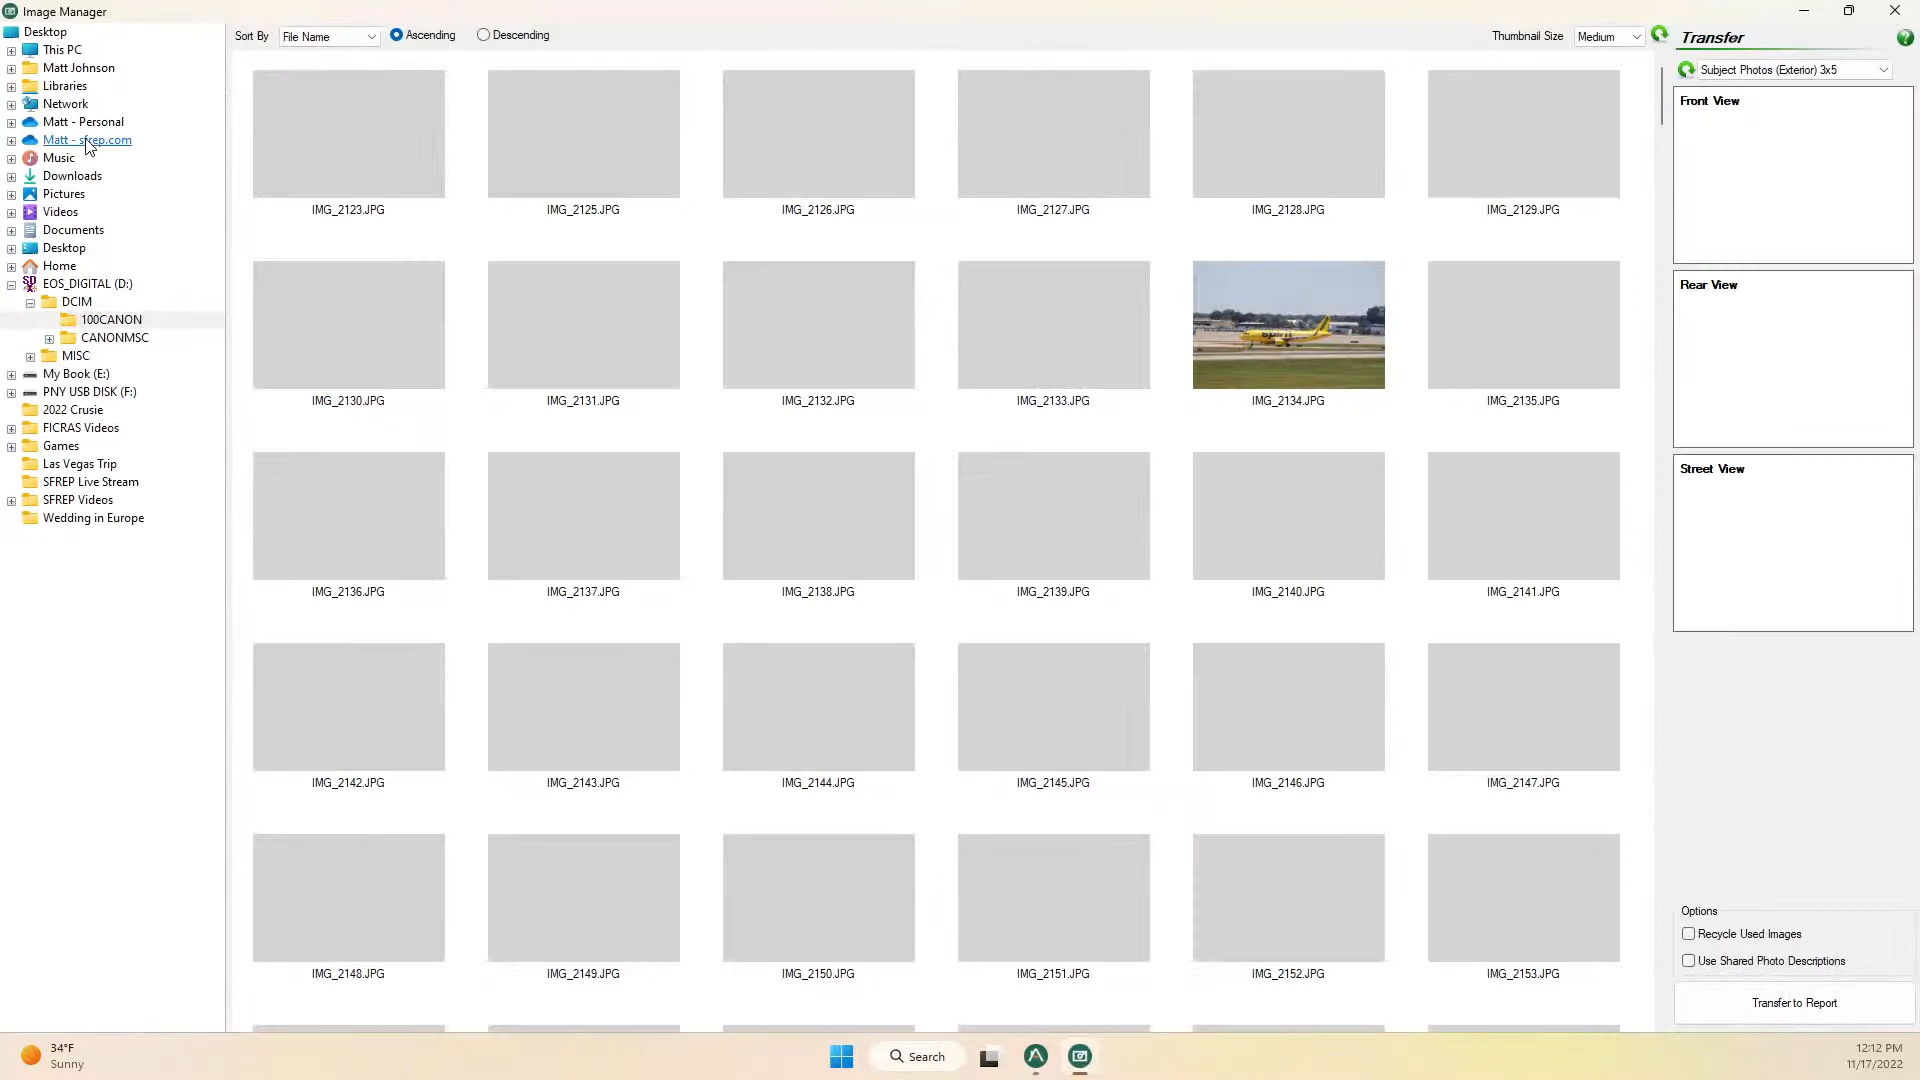 Image Manager
Desktop
This PC
Matt Johnson
Libraries
Network
Matt - Personal
Matt - sfrep.com
Music
Downloads
Pictures
Videos
Documents
Desktop
Home
EOS_DIGITAL (D:)
DCIM
100CANON
CANONMSC
MISC
My Book (E:)
PNY USB DISK (F:)
2022 Crusie
FICRAS Videos
Games
Las Vegas Trip
SFREP Live Stream
SFREP Videos
Wedding in Europe
Sort By File Name Ascending Descending Thumbnail Size Medium
IMG_2123.JPG IMG_2125.JPG IMG_2126.JPG IMG_2127.JPG IMG_2128.JPG IMG_2129.JPG
spirit
IMG_2130.JPG IMG_2131.JPG IMG_2132.JPG IMG_2133.JPG IMG_2134.JPG IMG_2135.JPG
IMG_2136.JPG IMG_2137.JPG IMG_2138.JPG IMG_2139.JPG IMG_2140.JPG IMG_2141.JPG
IMG_2142.JPG IMG_2143.JPG IMG_2144.JPG IMG_2145.JPG IMG_2146.JPG IMG_2147.JPG
IMG_2148.JPG IMG_2149.JPG IMG_2150.JPG IMG_2151.JPG IMG_2152.JPG IMG_2153.JPG
Transfer
Subject Photos (Exterior) 3x5
Front View
Rear View
Street View
Options
Recycle Used Images
Use Shared Photo Descriptions
Transfer to Report
34°F
Sunny
Search
12:12 PM
11/17/2022